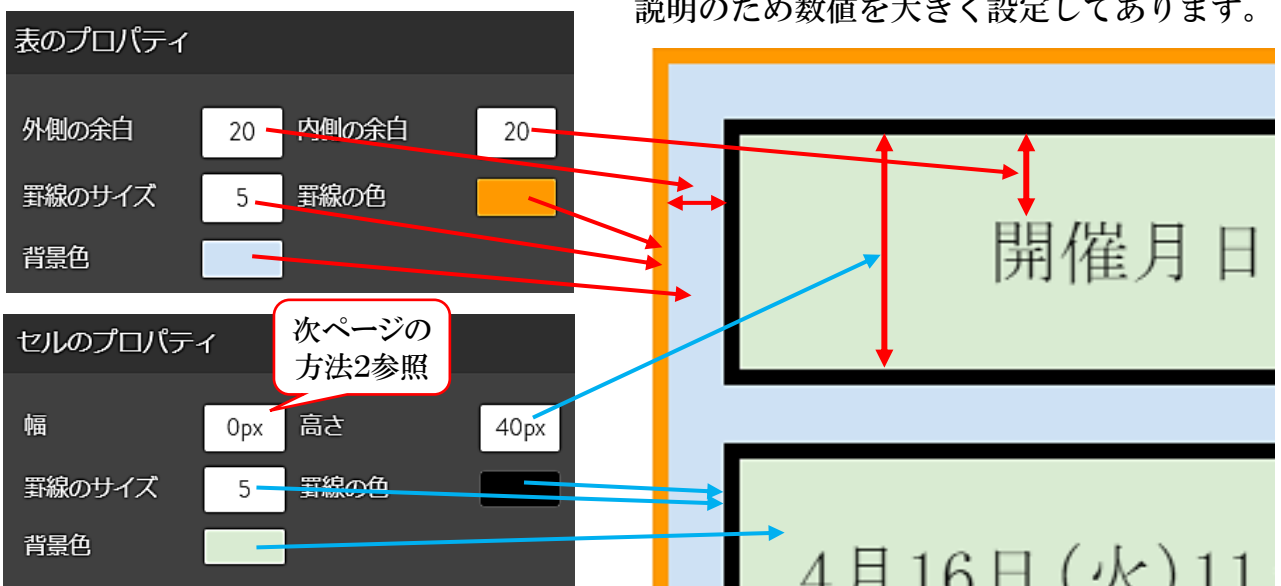 説明のため数値を大きく設定してあります。
表のプロパティ
外側の余白 20 内側の余白 20
罫線のサイズ 5 罫線の色
背景色
セルのプロパティ
次ページの
方法2参照
幅 0px 高さ 40px
罫線のサイズ 5 罫線の色
背景色
開催月日
4月16日(火)11